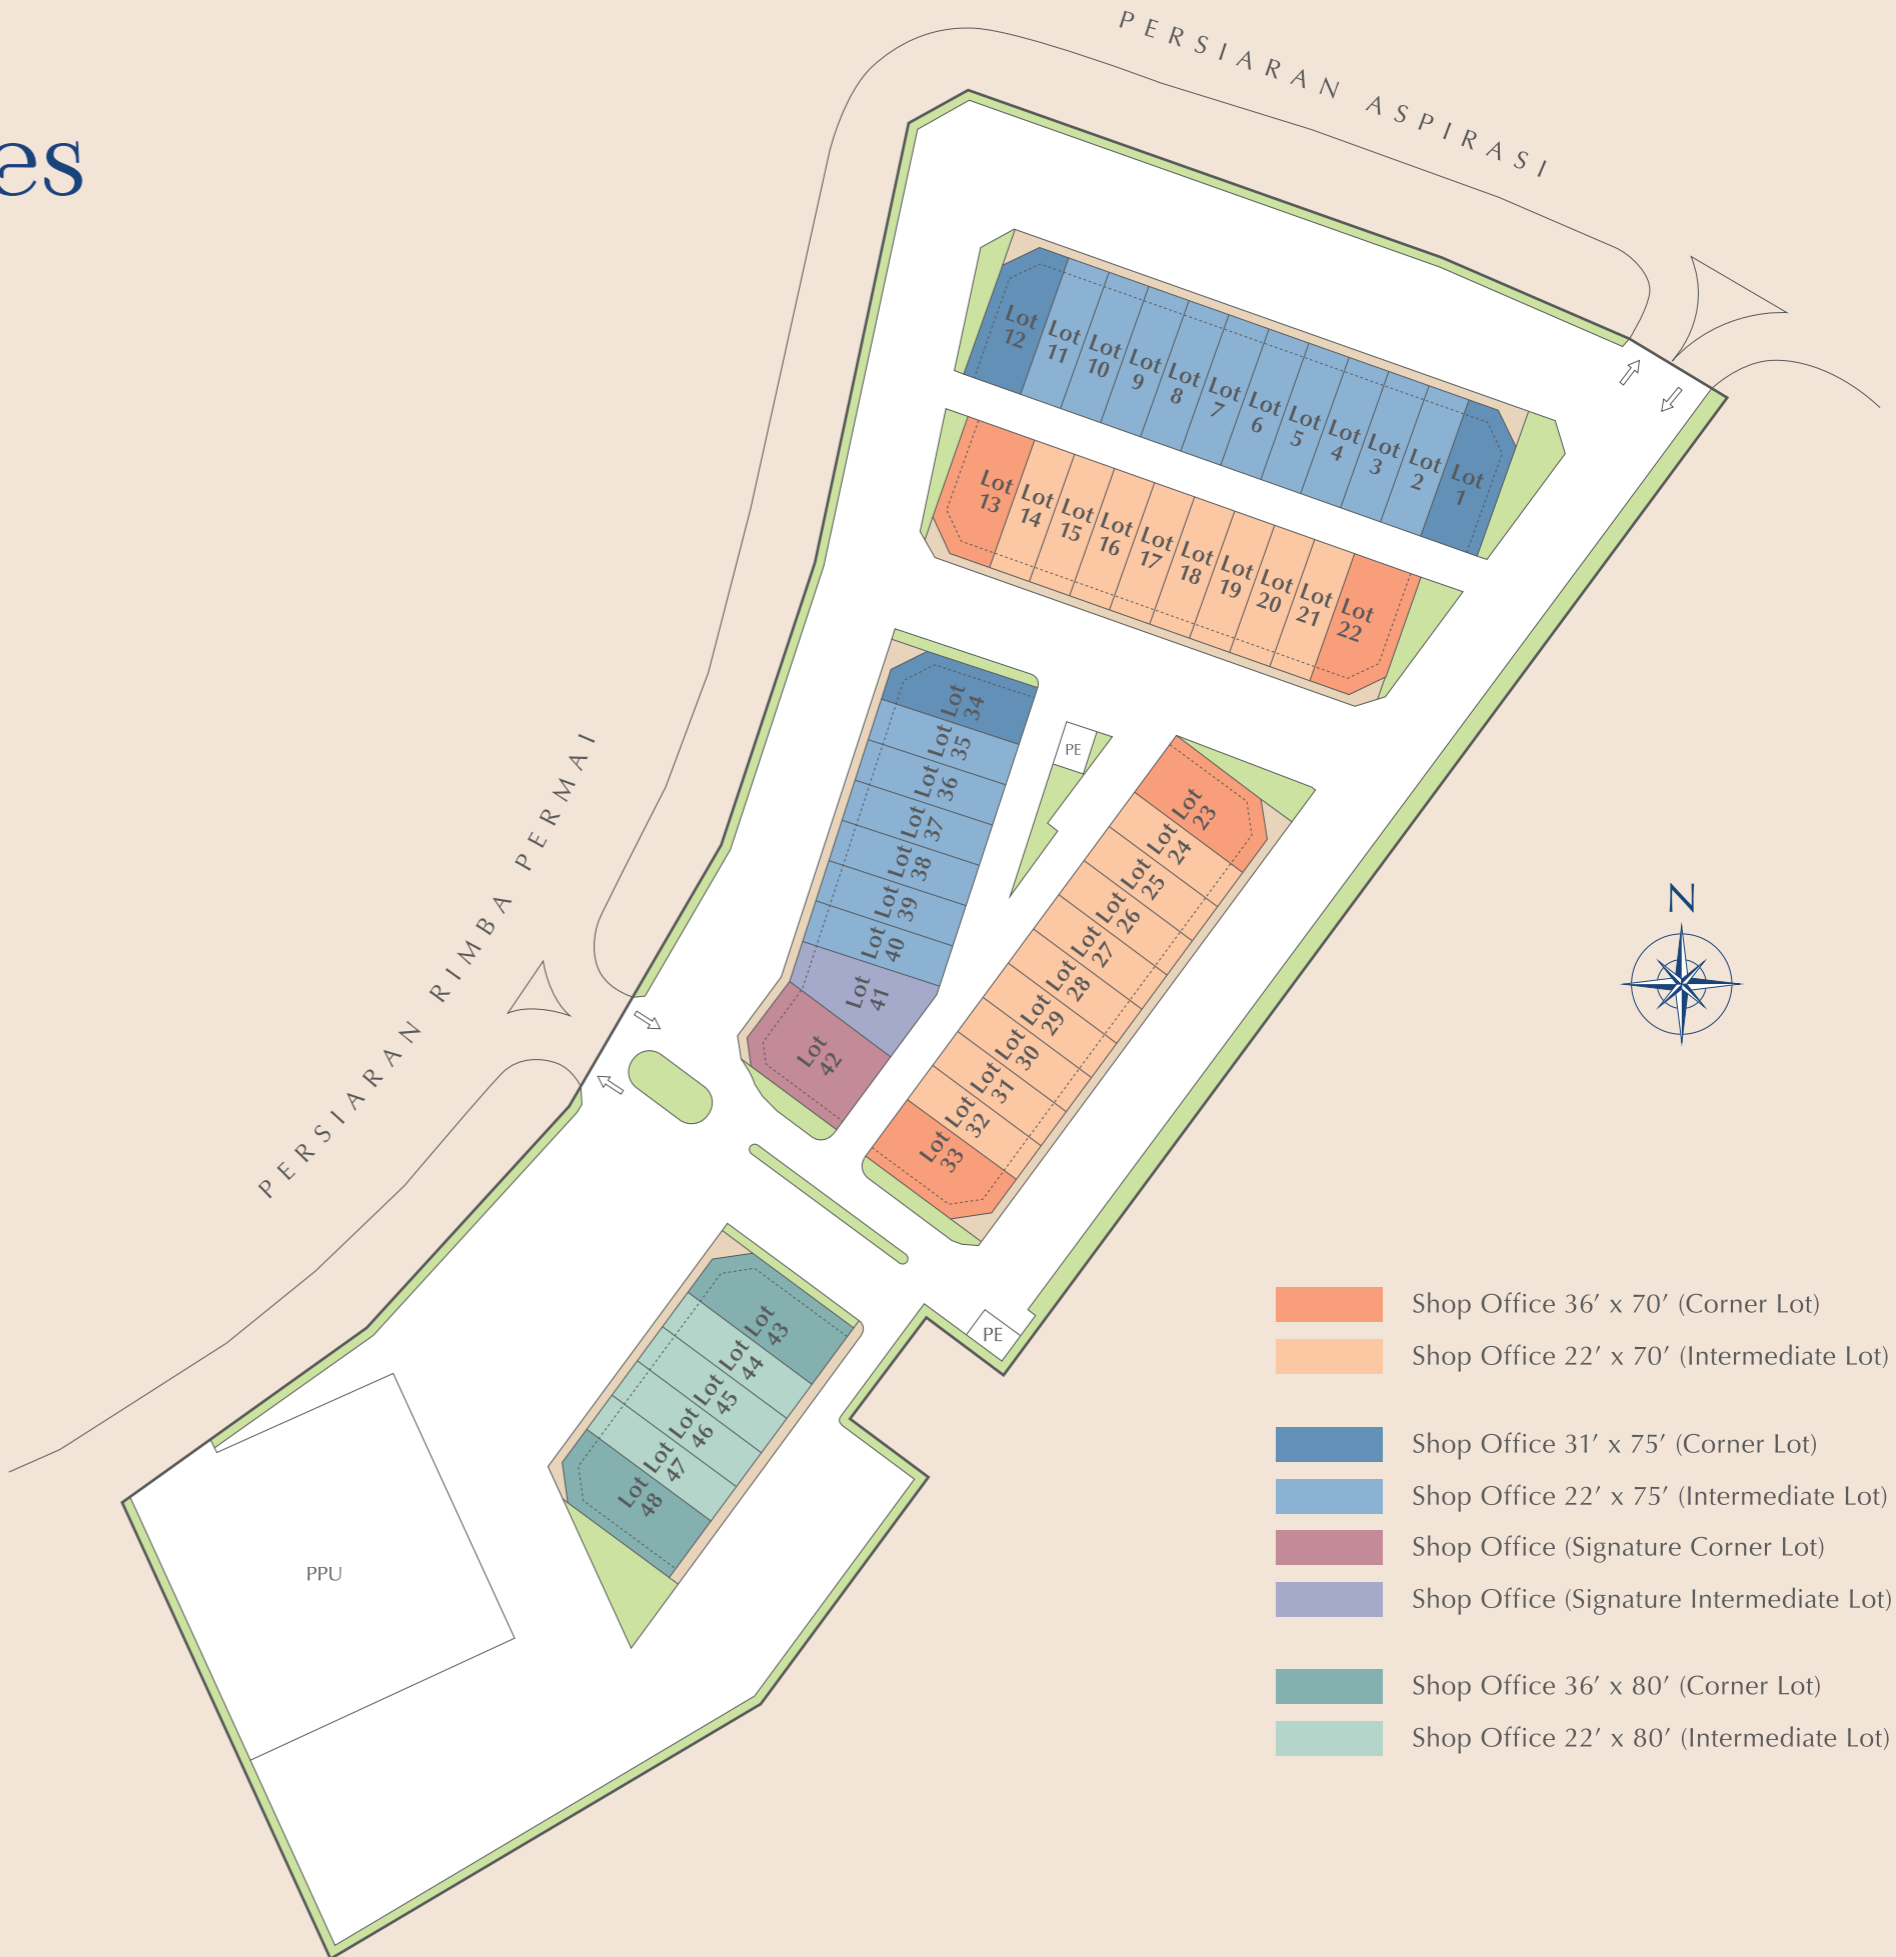 es
PERSIARAN ASPIRASI
Lot 12
Lot 11
Lot 10
Lot 9
Lot 8
Lot 7
Lot 6
Lot 5
Lot 4
Lot 3
Lot 2
Lot 1
Lot 13
Lot 14
Lot 15
Lot 16
Lot 17
Lot 18
Lot 19
Lot 20
Lot 21
Lot 22
Lot 34
Lot 35
Lot 36
Lot 37
Lot 38
Lot 39
Lot 40
Lot 41
Lot 42
PE
Lot 23
Lot 24
Lot 25
Lot 26
Lot 27
Lot 28
Lot 29
Lot 30
Lot 31
Lot 32
Lot 33
PERSIARAN RIMBA PERMAI
N
Lot 43
Lot 44
Lot 45
Lot 46
Lot 47
Lot 48
PE
PPU
Shop Office 36’ x 70’ (Corner Lot)
Shop Office 22’ x 70’ (Intermediate Lot)
Shop Office 31’ x 75’ (Corner Lot)
Shop Office 22’ x 75’ (Intermediate Lot)
Shop Office (Signature Corner Lot)
Shop Office (Signature Intermediate Lot)
Shop Office 36’ x 80’ (Corner Lot)
Shop Office 22’ x 80’ (Intermediate Lot)